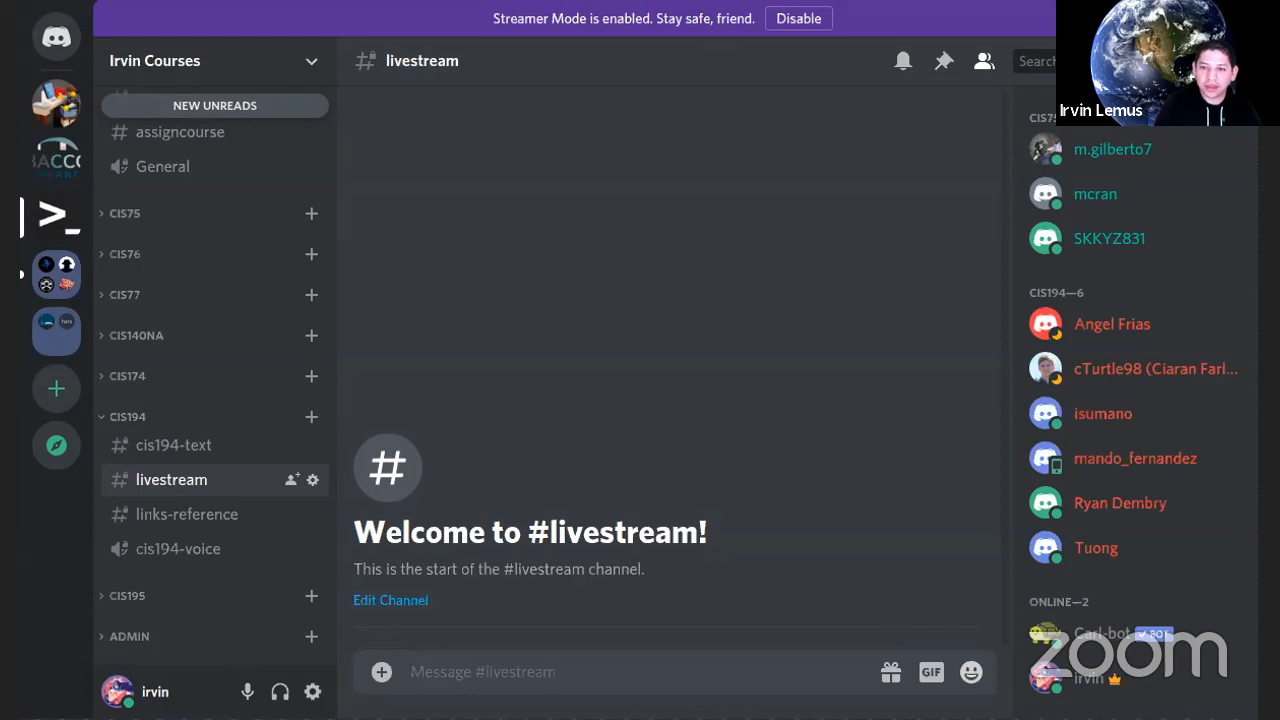 Streamer Mode is enabled. Stay safe, friend.
Disable
Irvin Courses
NEW UNREADS
assigncourse
General
CIS75
CIS76
CIS77
CIS140NA
CIS174
CIS194
cis194-text
livestream
links-reference
cis194-voice
CIS195
ADMIN
irvin
livestream
Search
Welcome to #livestream!
This is the start of the #livestream channel.
Edit Channel
Message #livestream
GIF
Irvin Lemus
m.gilberto7
mcran
SKKYZ831
CIS194—6
Angel Frias
cTurtle98 (Ciaran Farl...
isumano
mando_fernandez
Ryan Dembry
Tuong
ONLINE—2
Carl-bot BOT
irvin
zoom